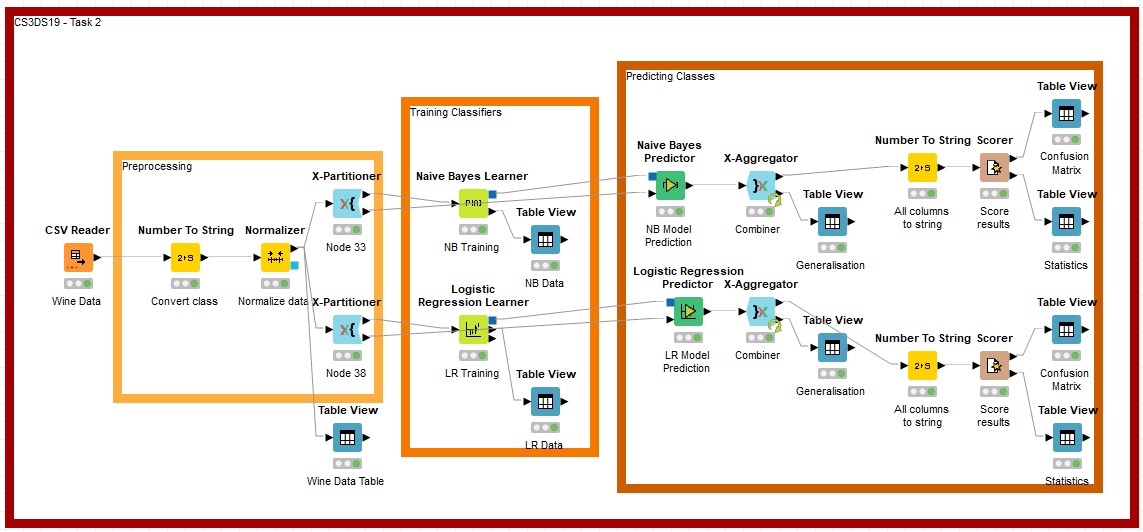 CS3DS19 - Task 2
Preprocessing
CSV Reader
Wine Data
Number To String
2+S
Convert class
Normalizer
Normalize data
X-Partitioner
Node 33
X-Partitioner
Node 38
Table View
Wine Data Table
Training Classifiers
Naive Bayes Learner
NB Training
Table View
NB Data
Logistic
Regression Learner
LR Training
Table View
LR Data
Predicting Classes
Naive Bayes
Predictor
NB Model
Prediction
X-Aggregator
Combiner
Table View
Generalisation
Number To String
2+S
All columns
to string
Scorer
Score
results
Table View
Confusion
Matrix
Table View
Statistics
Logistic Regression
Predictor
LR Model
Prediction
X-Aggregator
Combiner
Table View
Generalisation
Number To String
2+S
All columns
to string
Scorer
Score
results
Table View
Confusion
Matrix
Table View
Statistics